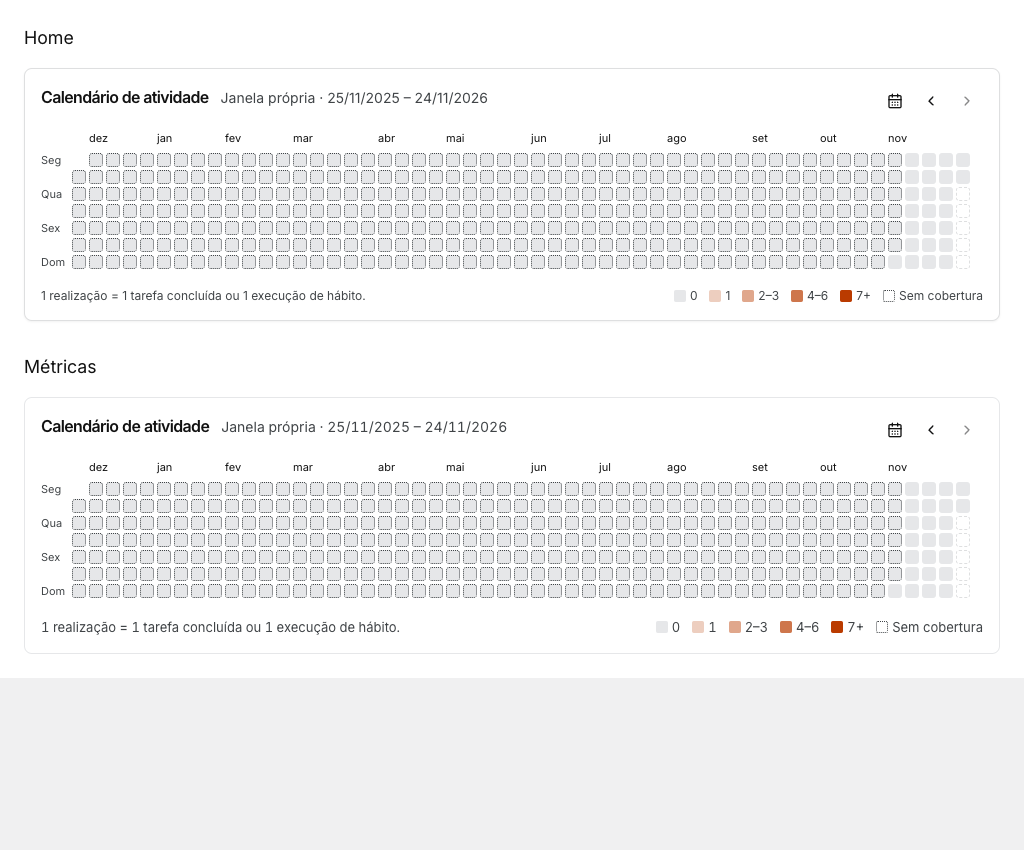 Home
Calendário de atividade Janela própria · 25/11/2025 – 24/11/2026
dez jan fev mar abr mai jun jul ago set out nov
Seg
Qua
Sex
Dom
1 realização = 1 tarefa concluída ou 1 execução de hábito. 0 1 2–3 4–6 7+ Sem cobertura
Métricas
Calendário de atividade Janela própria · 25/11/2025 – 24/11/2026
dez jan fev mar abr mai jun jul ago set out nov
Seg
Qua
Sex
Dom
1 realização = 1 tarefa concluída ou 1 execução de hábito. 0 1 2–3 4–6 7+ Sem cobertura